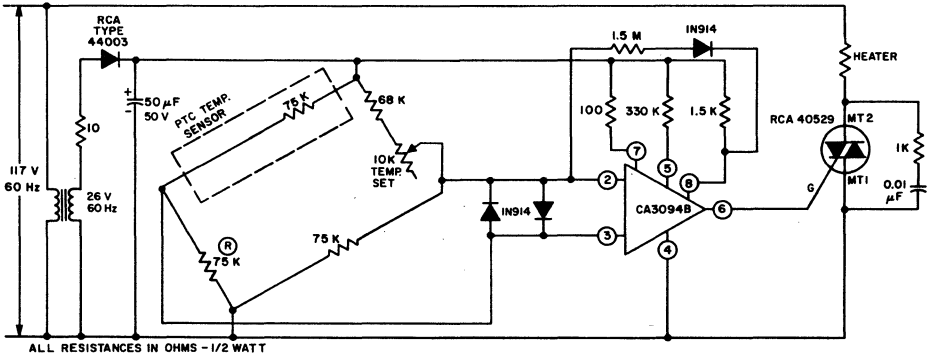 RCA
TYPE
44003
1.5 M
1N914
HEATER
+
50 µF
50 V
-
PTC TEMP.
SENSOR
75 K
68 K
100
330 K
1.5 K
RCA 40529
MT2
10
10K
TEMP.
SET
7
5
8
1K
117 V
60 Hz
26 V
60 Hz
2
MT1
0.01
µF
G
1N914
CA3094B
6
R
75 K
75 K
3
4
ALL RESISTANCES IN OHMS - 1/2 WATT